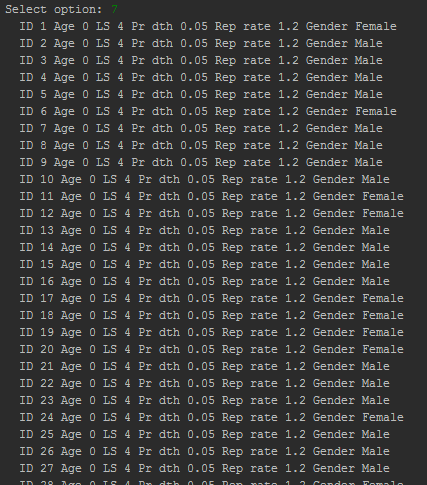 Select option: 7
ID 1 Age 0 LS 4 Pr dth 0.05 Rep rate 1.2 Gender Female
ID 2 Age 0 LS 4 Pr dth 0.05 Rep rate 1.2 Gender Male
ID 3 Age 0 LS 4 Pr dth 0.05 Rep rate 1.2 Gender Male
ID 4 Age 0 LS 4 Pr dth 0.05 Rep rate 1.2 Gender Male
ID 5 Age 0 LS 4 Pr dth 0.05 Rep rate 1.2 Gender Male
ID 6 Age 0 LS 4 Pr dth 0.05 Rep rate 1.2 Gender Female
ID 7 Age 0 LS 4 Pr dth 0.05 Rep rate 1.2 Gender Male
ID 8 Age 0 LS 4 Pr dth 0.05 Rep rate 1.2 Gender Male
ID 9 Age 0 LS 4 Pr dth 0.05 Rep rate 1.2 Gender Male
ID 10 Age 0 LS 4 Pr dth 0.05 Rep rate 1.2 Gender Male
ID 11 Age 0 LS 4 Pr dth 0.05 Rep rate 1.2 Gender Female
ID 12 Age 0 LS 4 Pr dth 0.05 Rep rate 1.2 Gender Female
ID 13 Age 0 LS 4 Pr dth 0.05 Rep rate 1.2 Gender Male
ID 14 Age 0 LS 4 Pr dth 0.05 Rep rate 1.2 Gender Male
ID 15 Age 0 LS 4 Pr dth 0.05 Rep rate 1.2 Gender Male
ID 16 Age 0 LS 4 Pr dth 0.05 Rep rate 1.2 Gender Male
ID 17 Age 0 LS 4 Pr dth 0.05 Rep rate 1.2 Gender Female
ID 18 Age 0 LS 4 Pr dth 0.05 Rep rate 1.2 Gender Female
ID 19 Age 0 LS 4 Pr dth 0.05 Rep rate 1.2 Gender Female
ID 20 Age 0 LS 4 Pr dth 0.05 Rep rate 1.2 Gender Female
ID 21 Age 0 LS 4 Pr dth 0.05 Rep rate 1.2 Gender Male
ID 22 Age 0 LS 4 Pr dth 0.05 Rep rate 1.2 Gender Male
ID 23 Age 0 LS 4 Pr dth 0.05 Rep rate 1.2 Gender Male
ID 24 Age 0 LS 4 Pr dth 0.05 Rep rate 1.2 Gender Female
ID 25 Age 0 LS 4 Pr dth 0.05 Rep rate 1.2 Gender Male
ID 26 Age 0 LS 4 Pr dth 0.05 Rep rate 1.2 Gender Male
ID 27 Age 0 LS 4 Pr dth 0.05 Rep rate 1.2 Gender Male
ID 28 Age 0 LS 4 Pr dth 0.05 Rep rate 1.2 Gender Female